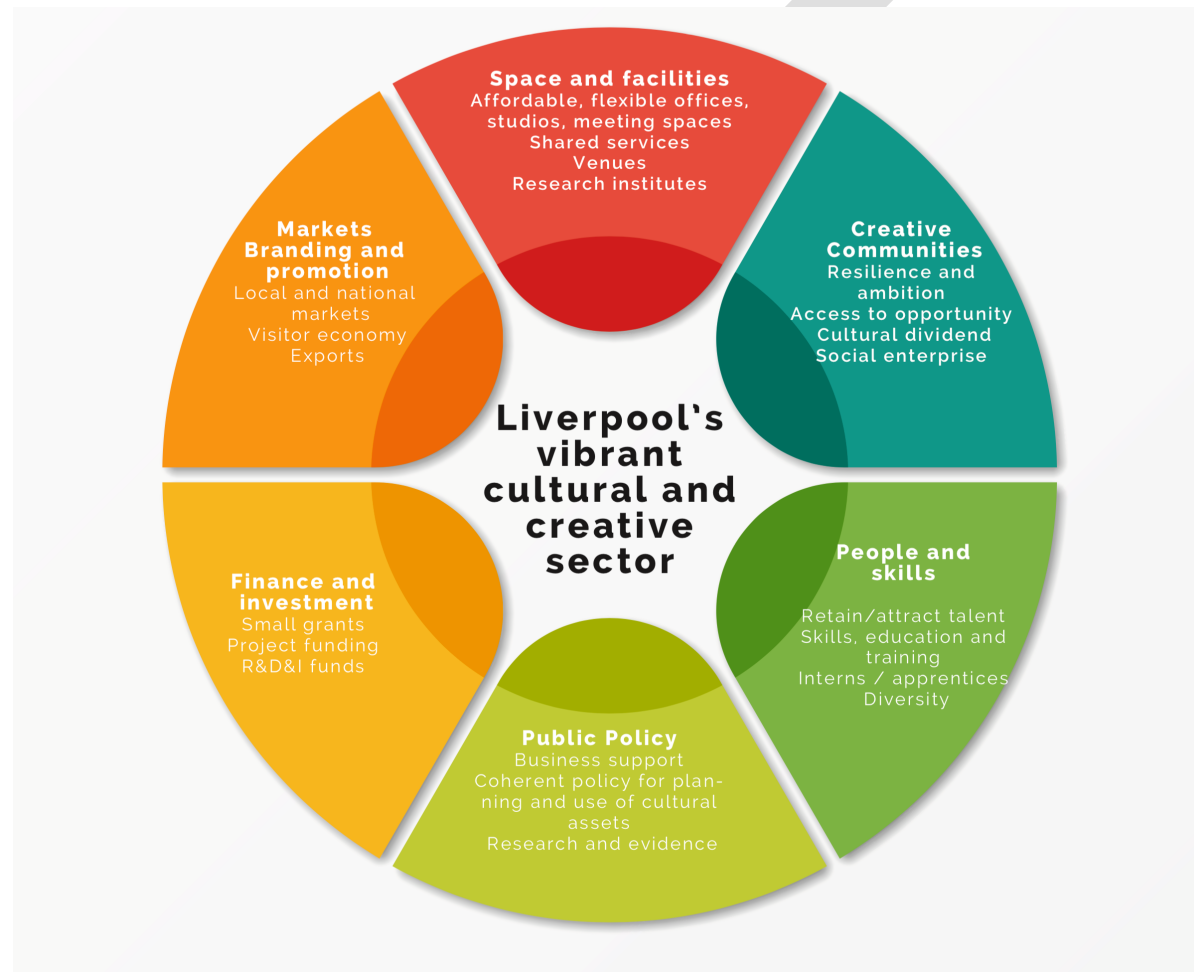 Space and facilities
Affordable, flexible offices,
studios, meeting spaces
Shared services
Venues
Research institutes
Creative
Communities
Resilience and
ambition
Access to opportunity
Cultural dividend
Social enterprise
People and
skills
Retain/attract talent
Skills, education and
training
Interns / apprentices
Diversity
Public Policy
Business support
Coherent policy for plan-
ning and use of cultural
assets
Research and evidence
Finance and
investment
Small grants
Project funding
R&D&I funds
Markets
Branding and
promotion
Local and national
markets
Visitor economy
Exports
Liverpool's
vibrant
cultural and
creative
sector